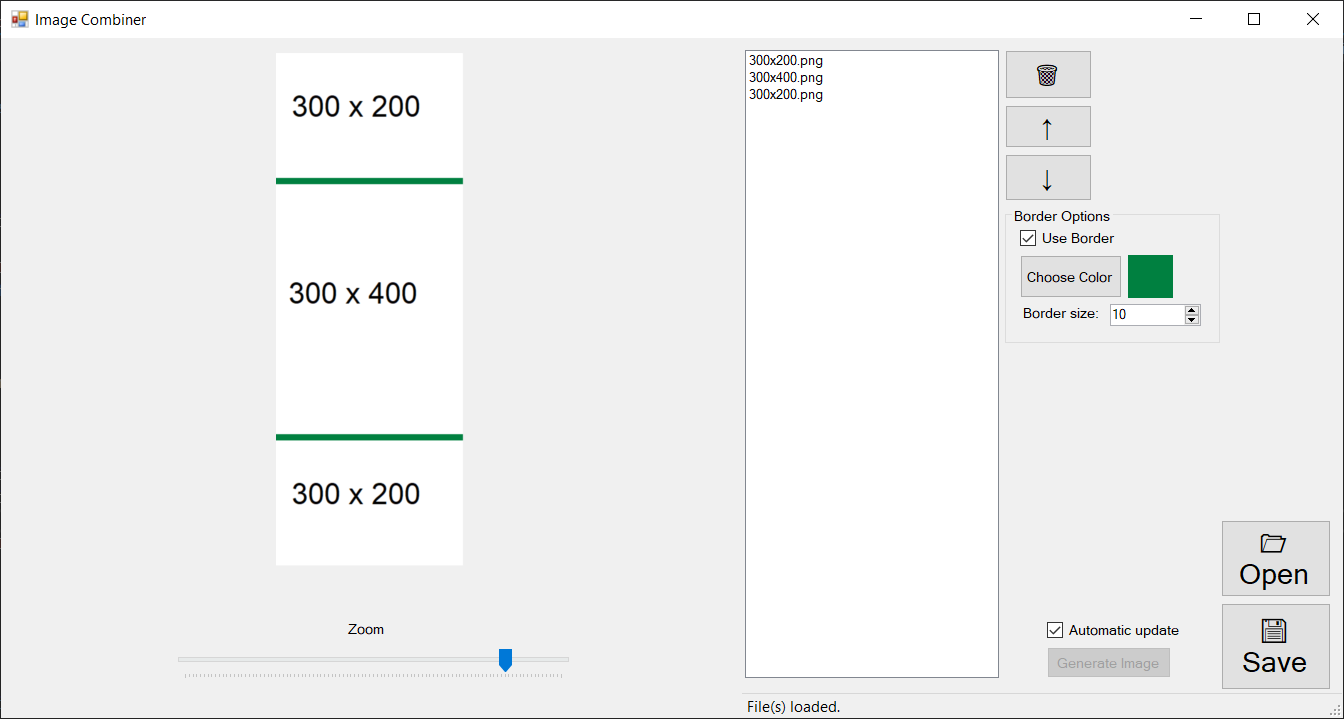 Image Combiner
300 x 200
300 x 400
300 x 200
Zoom
300x200.png
300x400.png
300x200.png
↑
↓
Border Options
Use Border
Choose Color
Border size: 10
Open
Automatic update
Generate Image
Save
File(s) loaded.